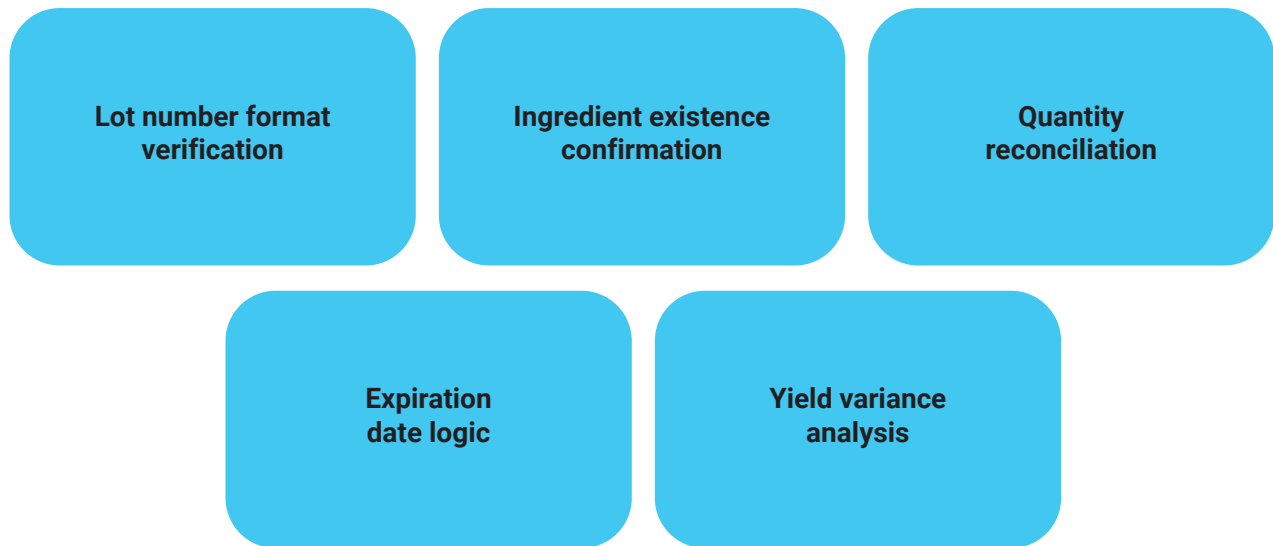 Lot number format
verification
Ingredient existence
confirmation
Quantity
reconciliation
Expiration
date logic
Yield variance
analysis